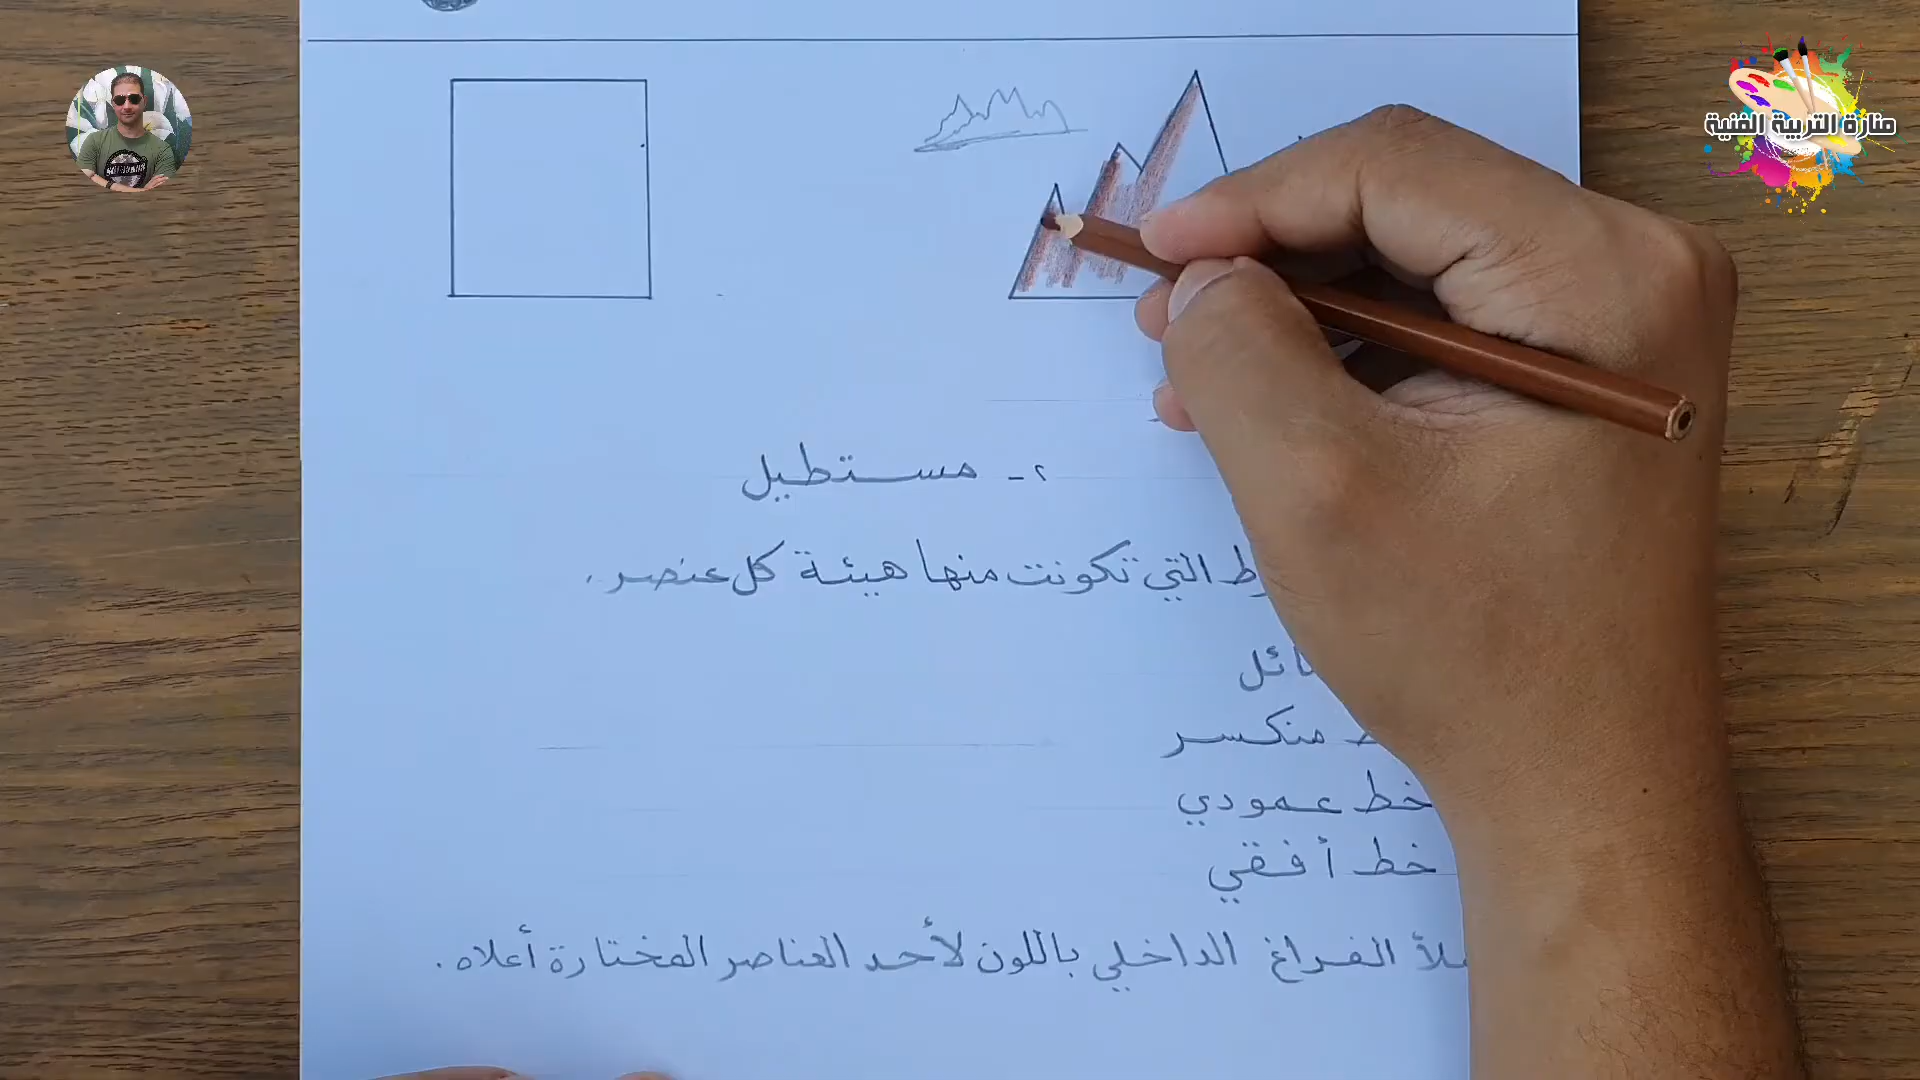 منارة التربية الفنية
٢ - مستطيل
التي تكونت منها هيئة كل عنصر.
منكسر
خط عمودي
خط أفقي
الفراغ الداخلي باللون لأحد العناصر المختارة أعلاه.